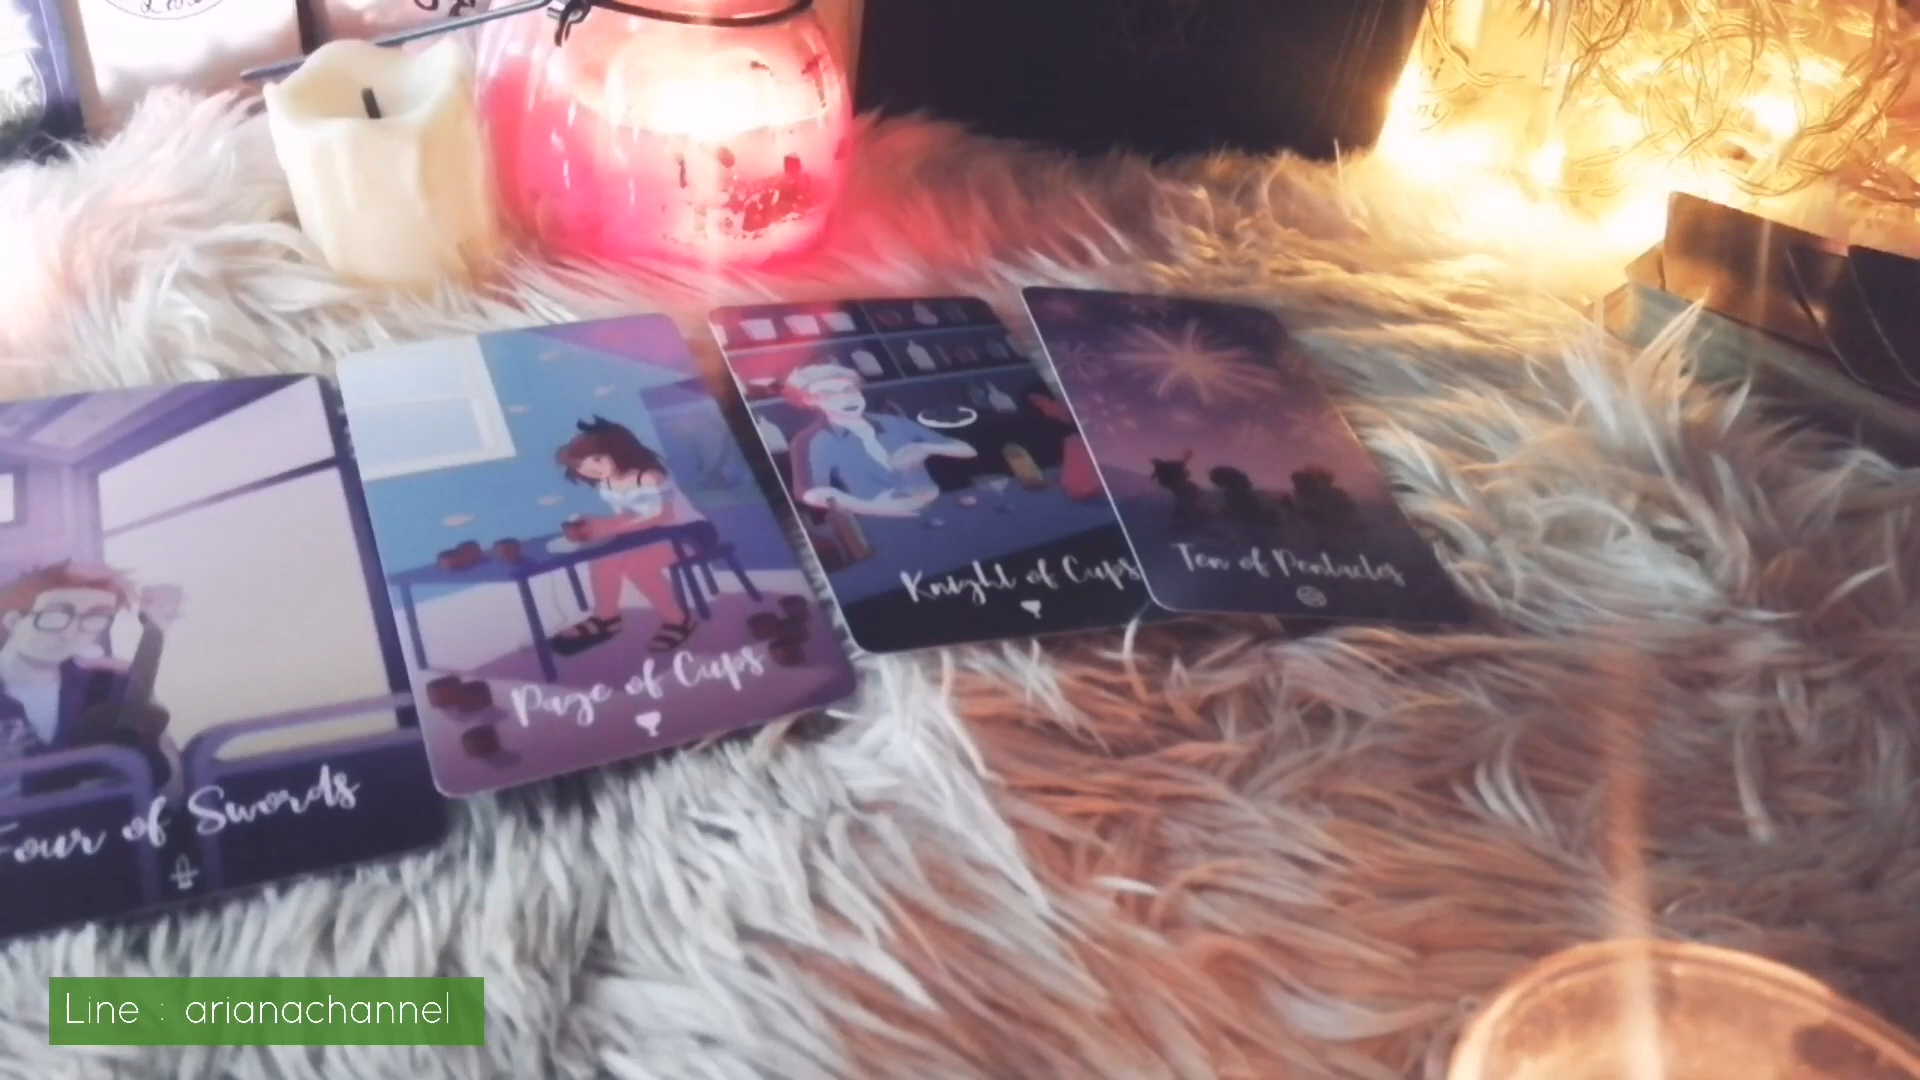 Four of Swords
Page of Cups
Knight of Cups
Ten of Pentacles
Line : arianachannel